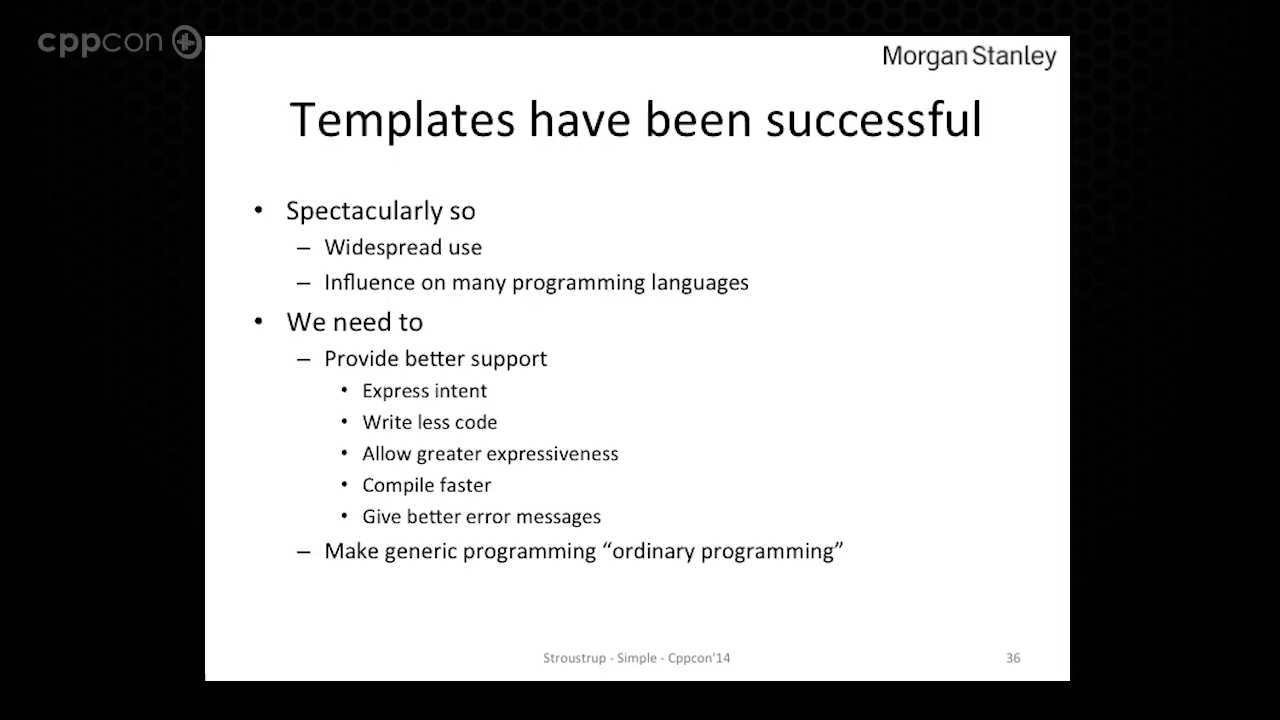 cppcon
Morgan Stanley
Templates have been successful
• Spectacularly so
– Widespread use
– Influence on many programming languages
• We need to
– Provide better support
• Express intent
• Write less code
• Allow greater expressiveness
• Compile faster
• Give better error messages
– Make generic programming “ordinary programming”
Stroustrup - Simple - Cppcon'14
36